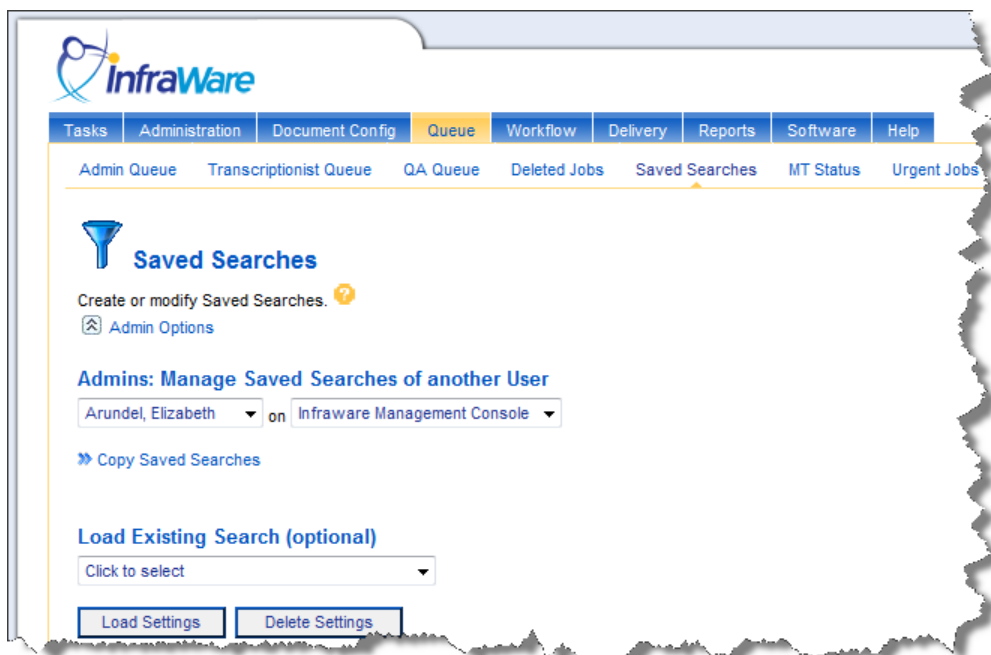 InfraWare
Tasks Administration Document Config Queue Workflow Delivery Reports Software Help
Admin Queue Transcriptionist Queue QA Queue Deleted Jobs Saved Searches MT Status Urgent Jobs
Saved Searches
Create or modify Saved Searches. ?
Admin Options
Admins: Manage Saved Searches of another User
Arundel, Elizabeth on Infraware Management Console
Copy Saved Searches
Load Existing Search (optional)
Click to select
Load Settings Delete Settings